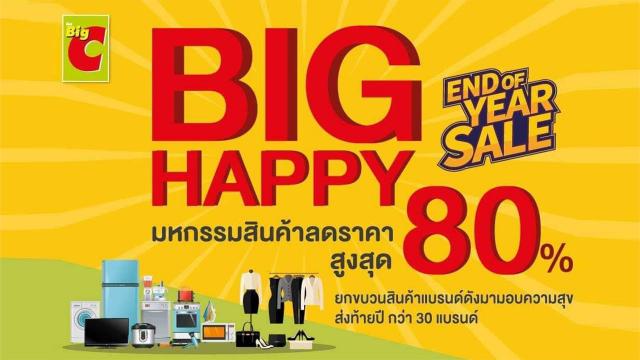 Big
C
BIG
HAPPY
END OF
YEAR
SALE
มหกรรมสินค้าลดราคา
สูงสุด
80%
ยกขบวนสินค้าแบรนด์ดังมามอบความสุข
ส่งท้ายปี กว่า 30 แบรนด์